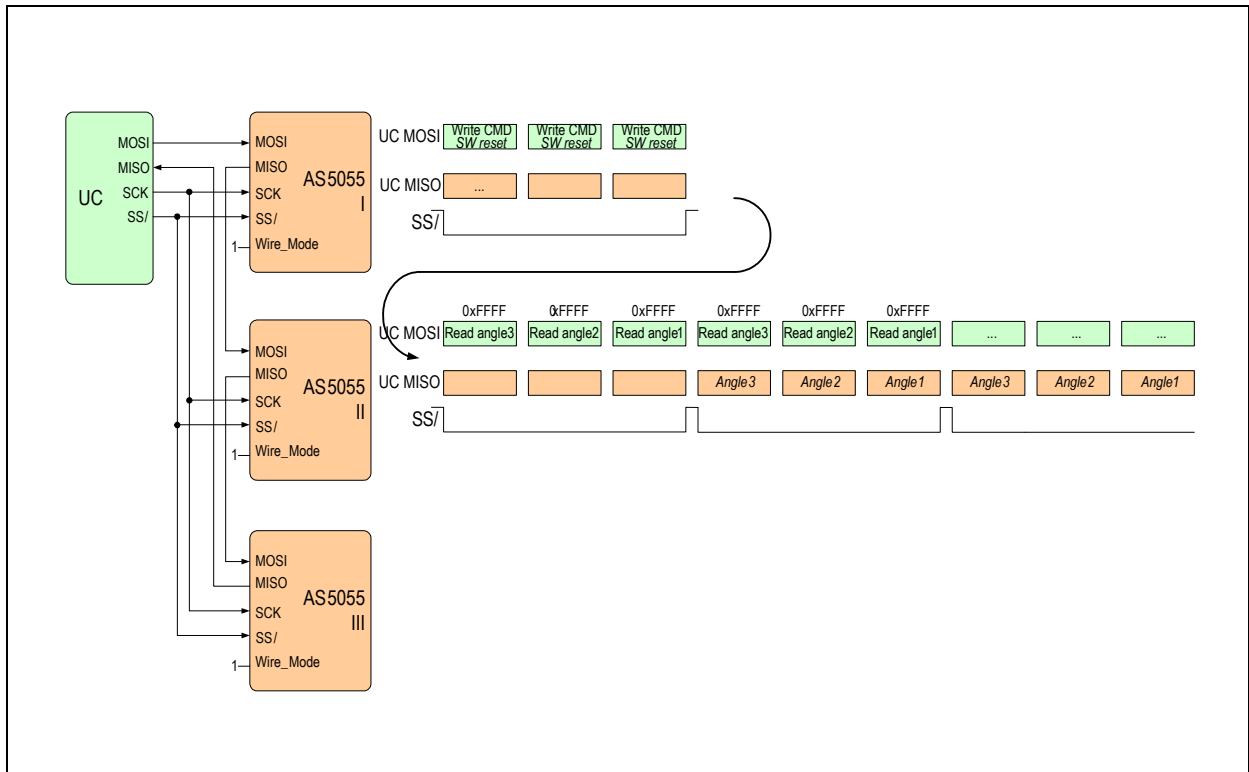 UC
MOSI
MISO
SCK
SS/
MOSI
MISO
SCK
SS/
1
Wire_Mode
AS5055
I
UC MOSI
Write CMD
SW reset
Write CMD
SW reset
Write CMD
SW reset
UC MISO
...
SS/
MOSI
MISO
SCK
SS/
1
Wire_Mode
AS5055
II
0xFFFF 0xFFFF 0xFFFF 0xFFFF 0xFFFF 0xFFFF
UC MOSI Read angle3 Read angle2 Read angle1 Read angle3 Read angle2 Read angle1 ... ... ...
UC MISO Angle3 Angle2 Angle1 Angle3 Angle2 Angle1
SS/
MOSI
MISO
SCK
SS/
1
Wire_Mode
AS5055
III